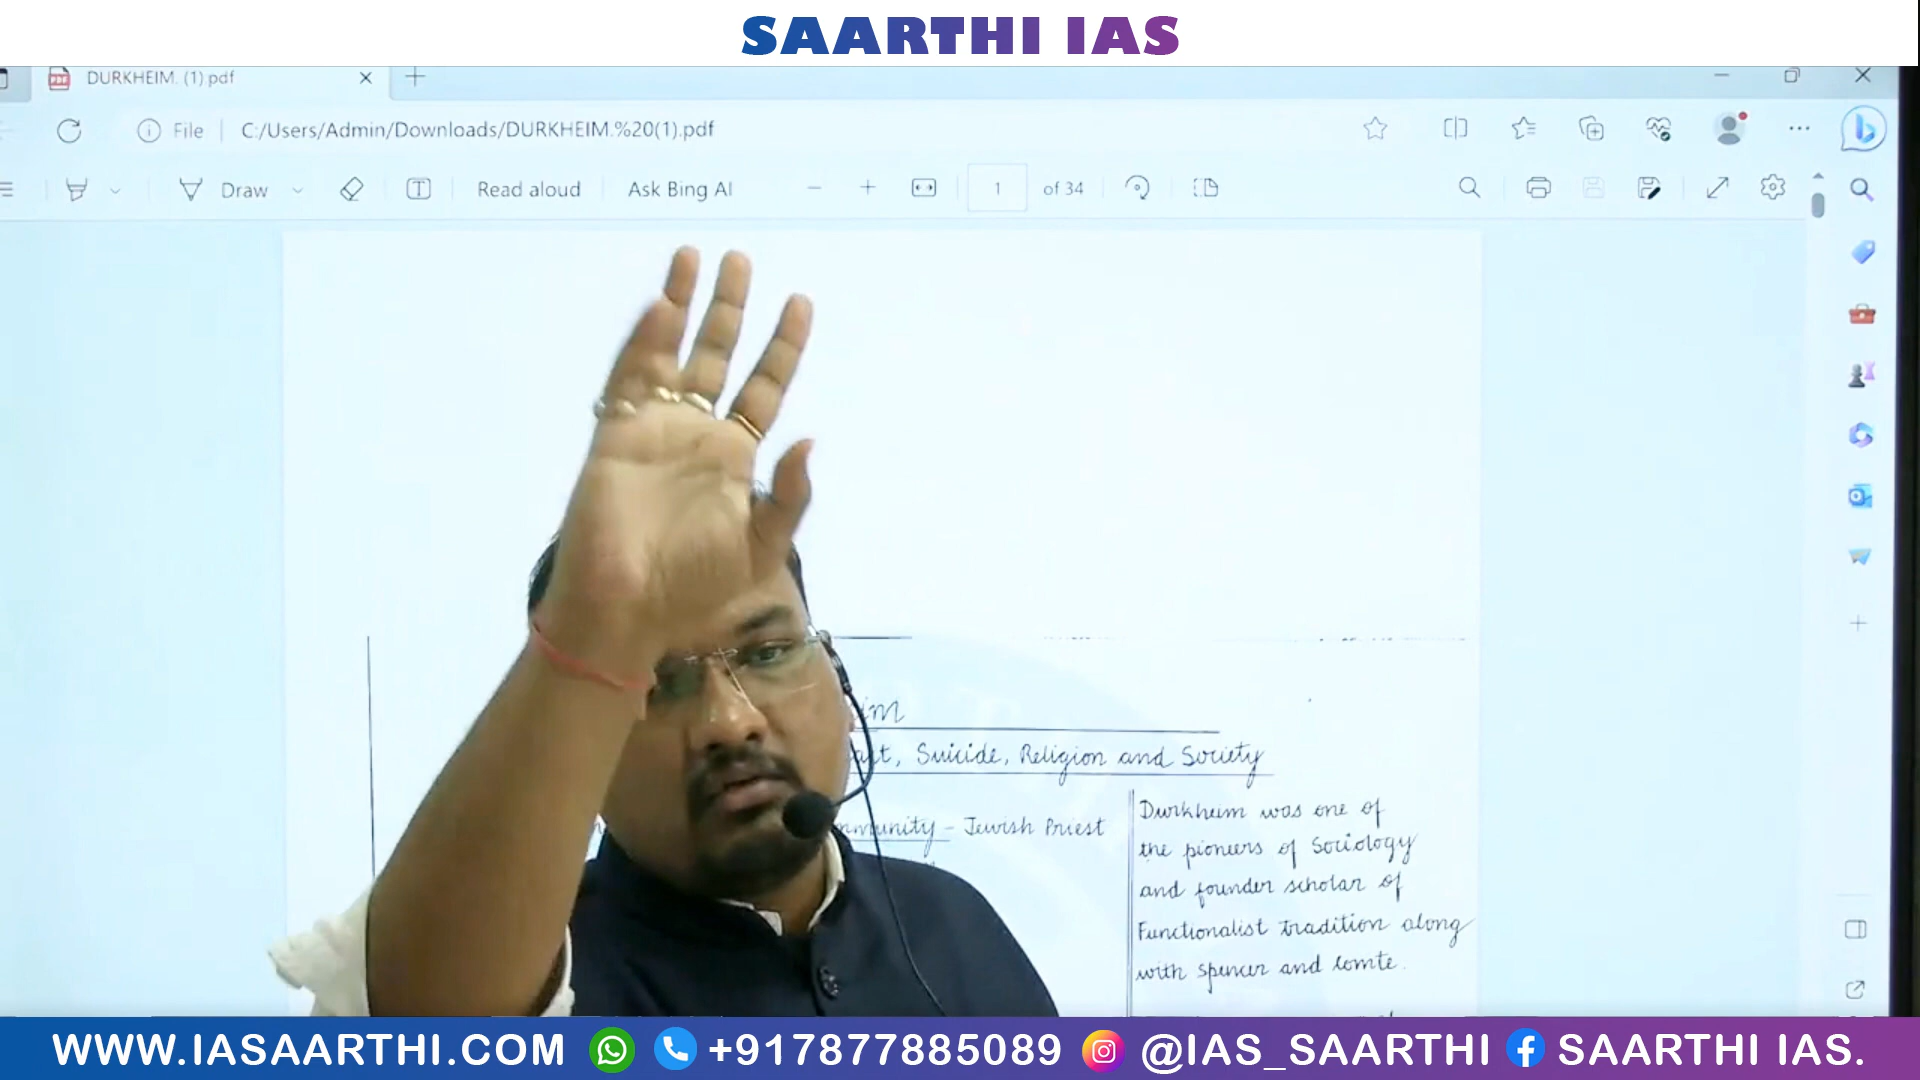 SAARTHI IAS
DURKHEIM. (1).pdf
File C:/Users/Admin/Downloads/DURKHEIM.%20(1).pdf
Draw Read aloud Ask Bing AI 1 of 34
Suicide, Religion and Society
Jewish Priest
Durkheim was one of
the pioneers of Sociology
and founder scholar of
Functionalist tradition along
with Spencer and Comte.
WWW.IASAARTHI.COM +917877885089 @IAS_SAARTHI SAARTHI IAS.